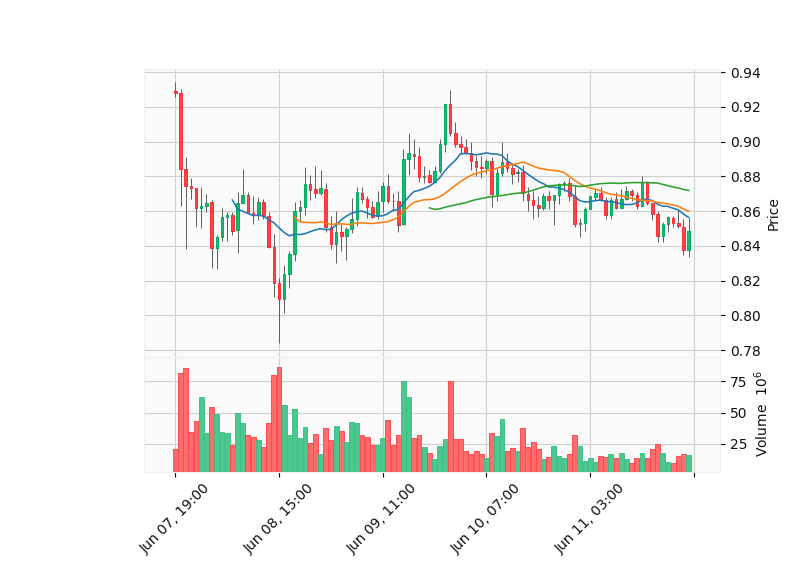 0.94
0.92
0.90
0.88
0.86
0.84
0.82
0.80
0.78
Price
75
50
25
Volume 10^6
Jun 07, 19:00
Jun 08, 15:00
Jun 09, 11:00
Jun 10, 07:00
Jun 11, 03:00